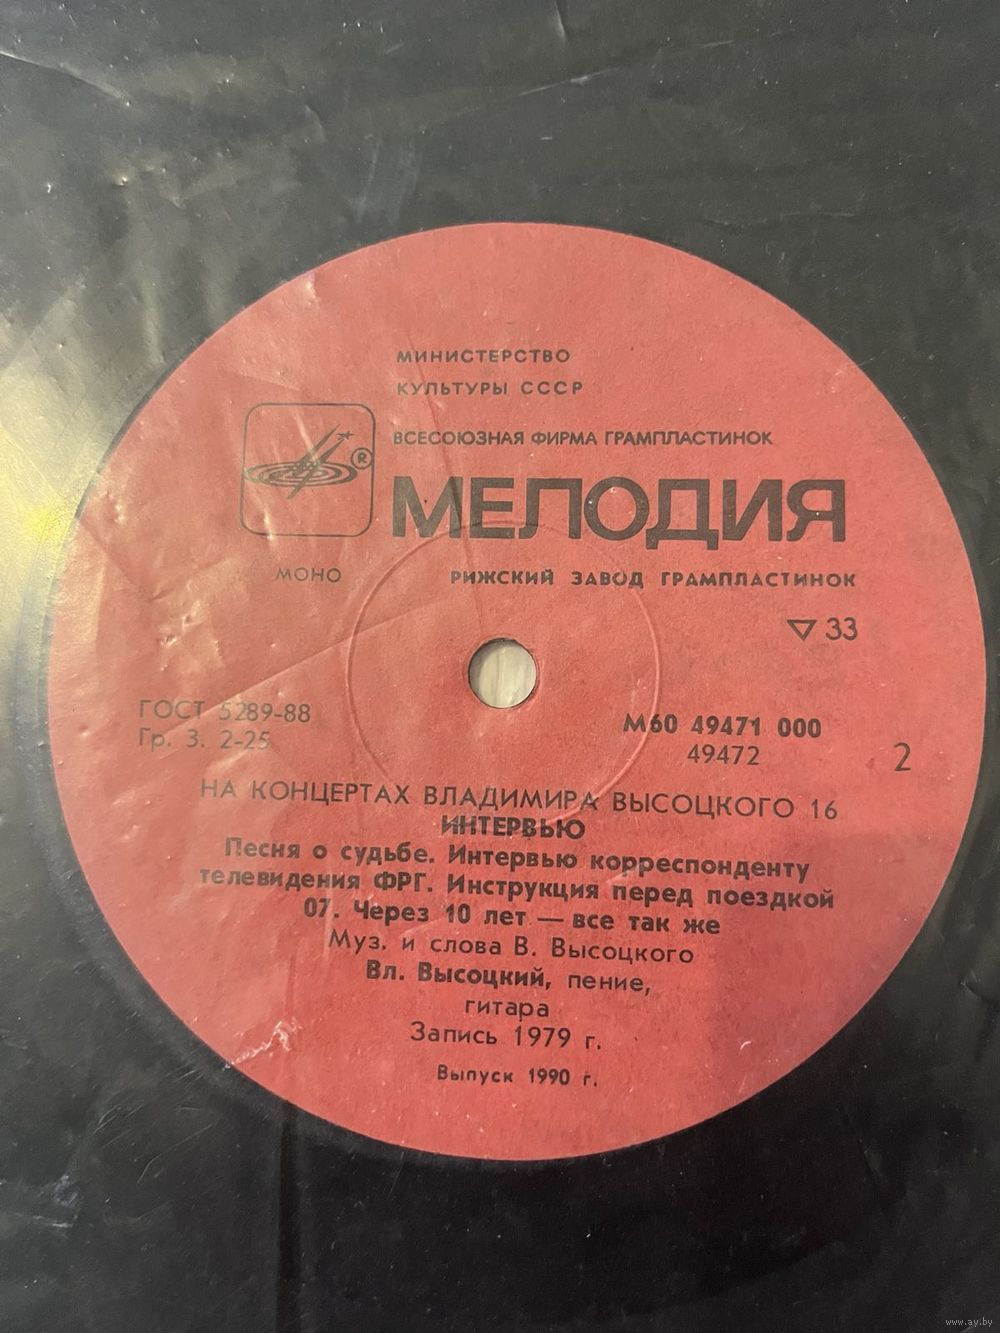 МИНИСТЕРСТВО
КУЛЬТУРЫ СССР
ВСЕСОЮЗНАЯ ФИРМА ГРАМПЛАСТИНОК
®
МЕЛОДИЯ
МОНО
РИЖСКИЙ ЗАВОД ГРАМПЛАСТИНОК
▽ 33
ГОСТ 5289-88
Гр. 3. 2-25
М60 49471 000
49472
2
НА КОНЦЕРТАХ ВЛАДИМИРА ВЫСОЦКОГО 16
ИНТЕРВЬЮ
Песня о судьбе. Интервью корреспонденту
телевидения ФРГ. Инструкция перед поездкой
07. Через 10 лет — все так же
Муз. и слова В. Высоцкого
Вл. Высоцкий, пение,
гитара
Запись 1979 г.
Выпуск 1990 г.
www.ay.by